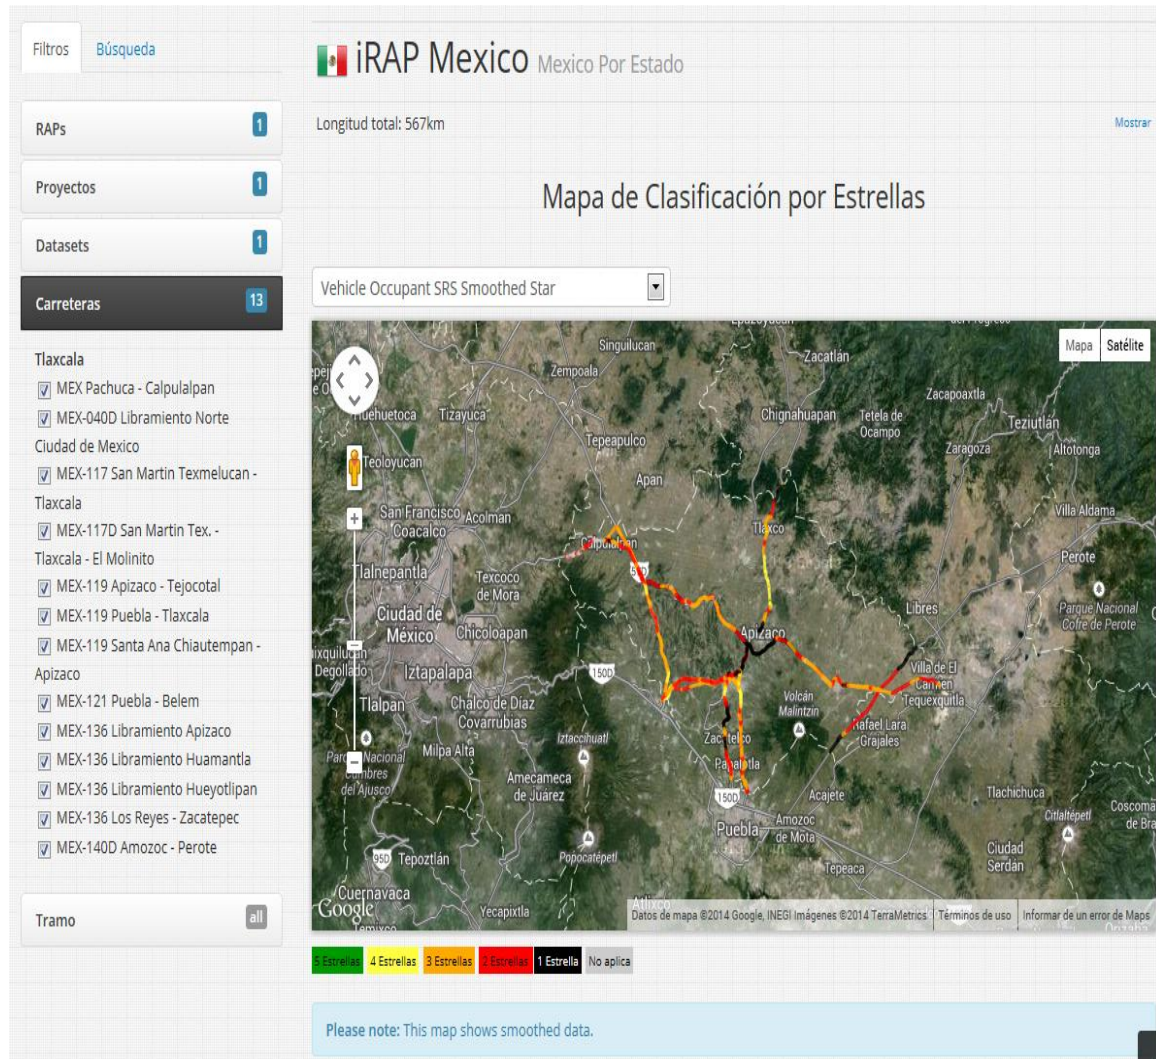 Filtros Búsqueda
iRAP Mexico Mexico Por Estado
RAPs 1
Longitud total: 567km
Mostrar
Proyectos 1
Mapa de Clasificación por Estrellas
Datasets 1
Carreteras 13
Vehicle Occupant SRS Smoothed Star
Tlaxcala
MEX Pachuca - Calpulalpan
MEX-040D Libramiento Norte
Ciudad de Mexico
MEX-117 San Martin Texmelucan -
Tlaxcala
MEX-117D San Martin Tex. -
Tlaxcala - El Molinito
MEX-119 Apizaco - Tejocotal
MEX-119 Puebla - Tlaxcala
MEX-119 Santa Ana Chiautempan -
Apizaco
MEX-121 Puebla - Belem
MEX-136 Libramiento Apizaco
MEX-136 Libramiento Huamantla
MEX-136 Libramiento Hueyotlipan
MEX-136 Los Reyes - Zacatepec
MEX-140D Amozoc - Perote
Tramo all
Mapa Satélite
Singuilucan
Zacatlán
Zempoala
Zacapoaxtla
Tizayuca
Chignahuapan
Tetela de
Ocampo
Teziutlán
Tepeapulco
Zaragoza
Altotonga
Teoloyucan
Apan
San Francisco
Coacalco
Acolman
Tlaxco
Villa Aldama
Calpulalpan
Perote
Tlalnepantla
Texcoco
de Mora
Libres
Parque Nacional
Cofre de Perote
Ciudad de
México
Chicoloapan
Apizaco
Degollado
Iztapalapa
150D
Villa de El
Carmen
Tequexquitla
Tlalpan
Chalco de Díaz
Covarrubias
Volcán
Malintzin
Rafael Lara
Grajales
Iztaccíhuatl
Zacatelco
Milpa Alta
Nacional
Cumbres
del Ajusco
Papalotla
Amecameca
de Juárez
150D
Acajete
Tlachichuca
Puebla
Amozoc
de Mota
Citlaltépetl
Coscoma
de Bra
95D
Tepoztlán
Popocatépetl
Ciudad
Serdán
Tepeaca
Cuernavaca
Google
Yecapixtla
Atlixco
Datos de mapa ©2014 Google, INEGI Imágenes ©2014 TerraMetrics Términos de uso Informar de un error de Maps
5 Estrellas 4 Estrellas 3 Estrellas 2 Estrellas 1 Estrella No aplica
Please note: This map shows smoothed data.